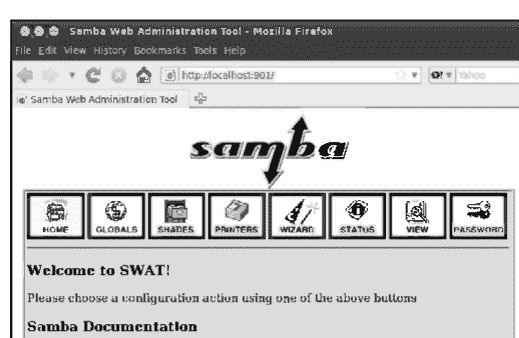 Samba Web Administration Tool - Mozilla Firefox
File Edit View History Bookmarks Tools Help
http://localhost:901/
Yahoo
Samba Web Administration Tool
samba
HOME GLOBALS SHARES PRINTERS WIZARD STATUS VIEW PASSWORD
Welcome to SWAT!
Please choose a configuration action using one of the above buttons
Samba Documentation